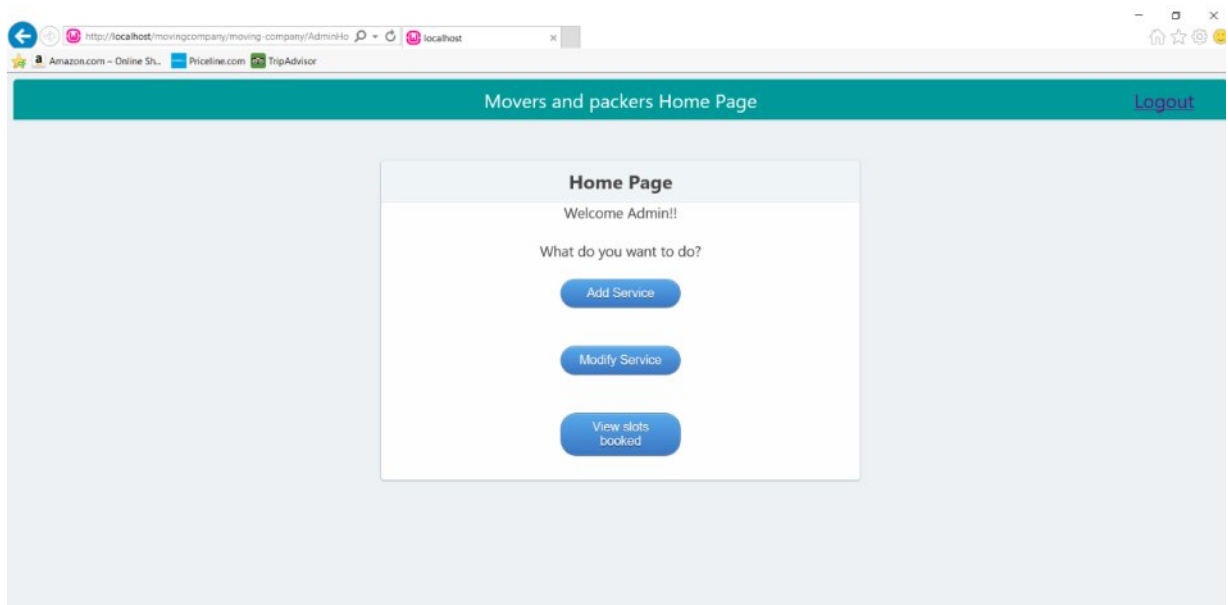 http://localhost/movingcompany/moving-company/AdminHo
localhost
Amazon.com – Online Sh...
Priceline.com
TripAdvisor
Movers and packers Home Page
Logout
Home Page
Welcome Admin!!
What do you want to do?
Add Service
Modify Service
View slots
booked